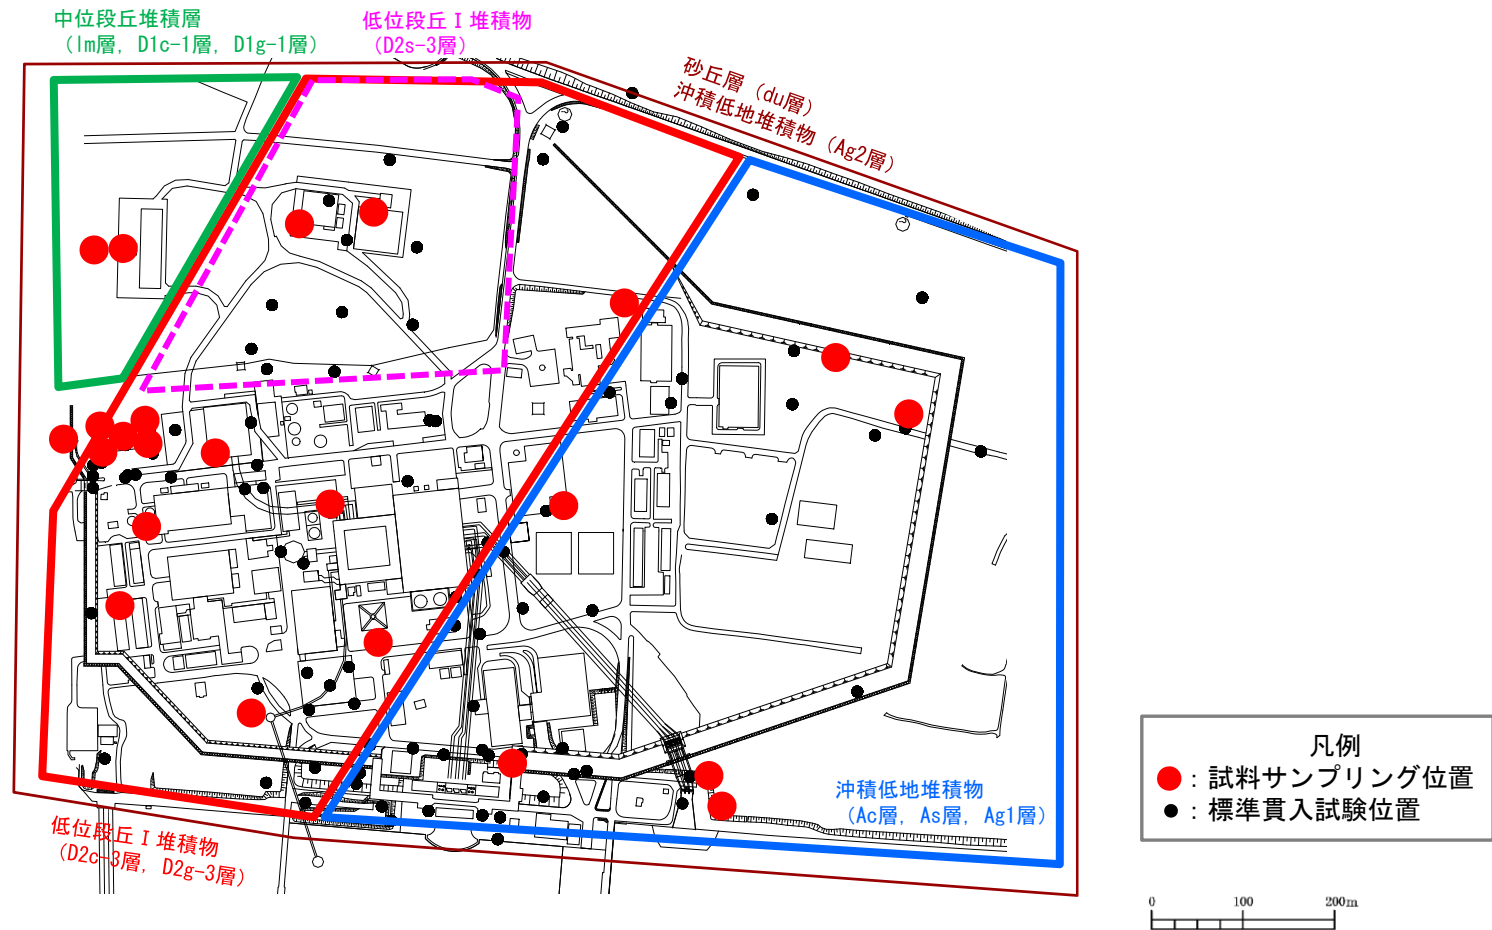 中位段丘堆積層
(lm層, D1c-1層, D1g-1層)
低位段丘Ⅰ堆積物
(D2s-3層)
砂丘層 (du層)
沖積低地堆積物 (Ag2層)
沖積低地堆積物
(Ac層, As層, Ag1層)
低位段丘Ⅰ堆積物
(D2c-3層, D2g-3層)
凡例
:試料サンプリング位置
:標準貫入試験位置
0 100 200m